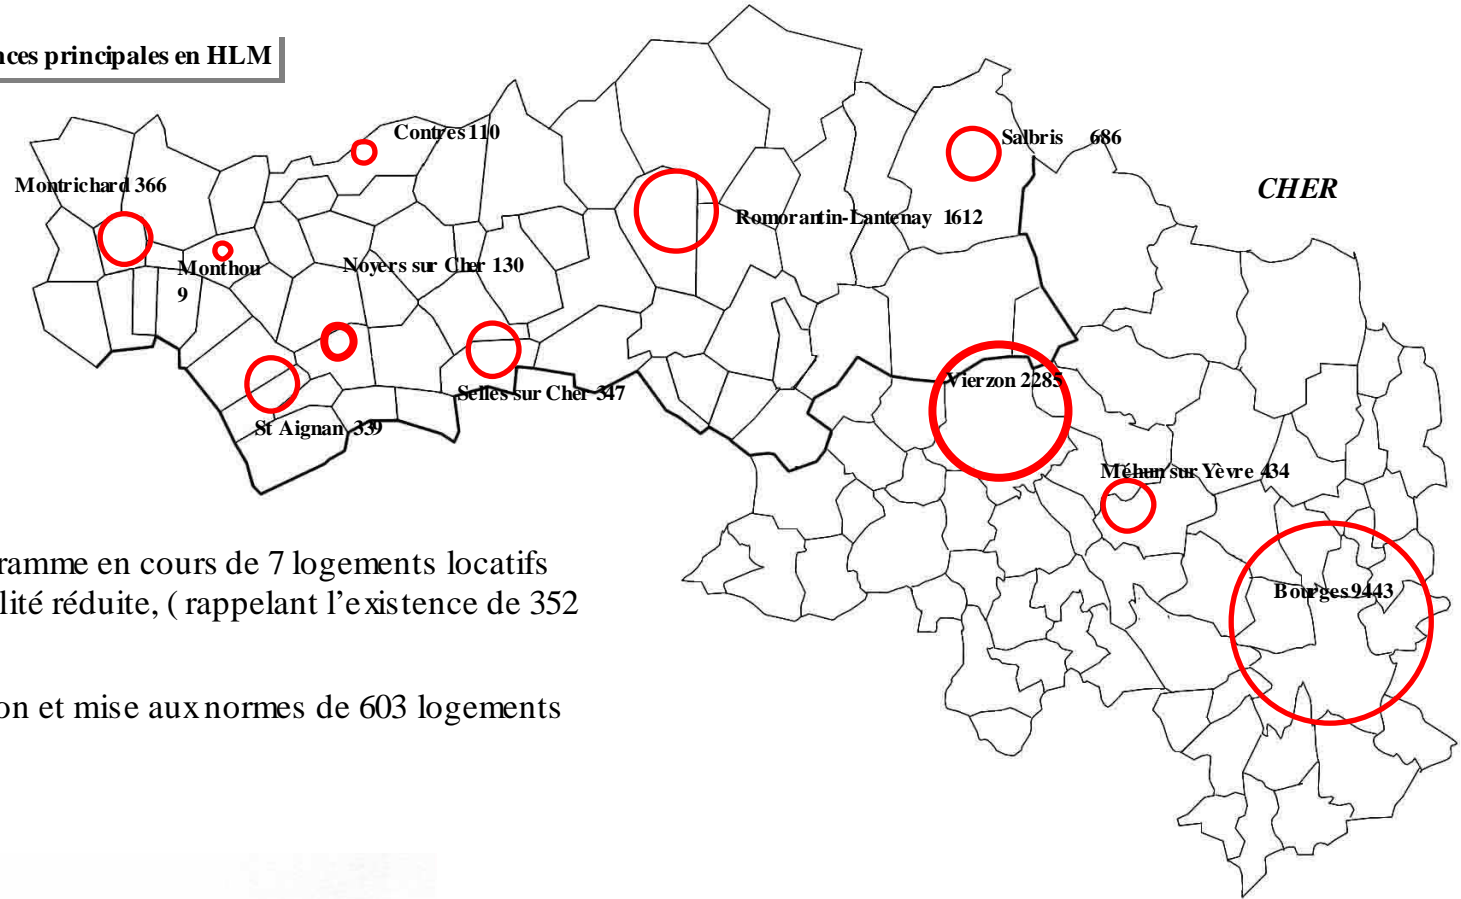 nces principales en HLM
Contres 110
Salbris 686
Montrichard 366
CHER
Romorantin-Lantenay 1612
Monthou
9
Noyers sur Cher 130
Vierzon 2285
Selles sur Cher 347
St Aignan 339
Méhun sur Yèvre 434
ramme en cours de 7 logements locatifs
lité réduite, ( rappelant l'existence de 352
Bourges 9443
on et mise aux normes de 603 logements